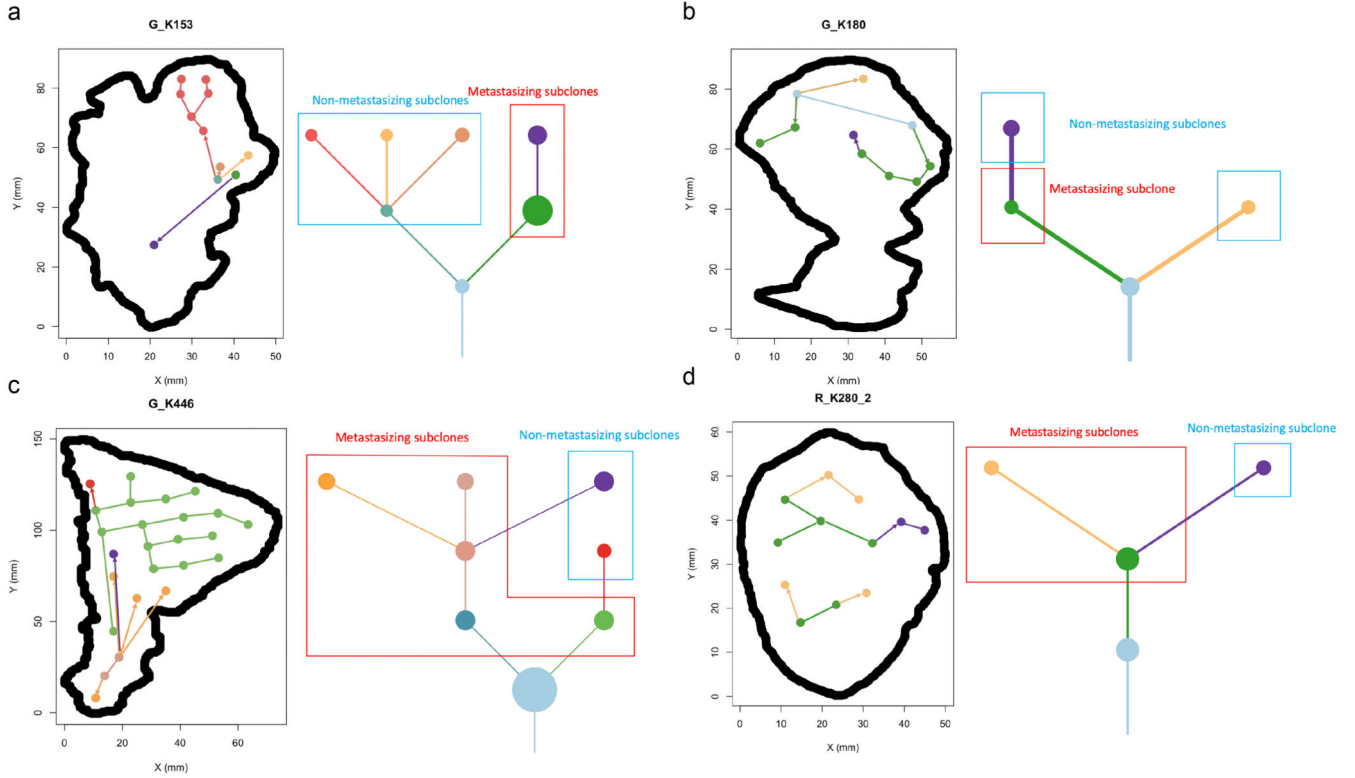 a
G_K153
Y (mm)
80
60
40
20
0
0 10 20 30 40 50
X (mm)
Non-metastasizing subclones
Metastasizing subclones
b
G_K180
Y (mm)
80
60
40
20
0
0 10 20 30 40 50
X (mm)
Non-metastasizing subclones
Metastasizing subclone
c
G_K446
Y (mm)
150
100
50
0
0 20 40 60
X (mm)
Metastasizing subclones
Non-metastasizing subclones
d
R_K280_2
Y (mm)
60
50
40
30
20
10
0
0 10 20 30 40 50
X (mm)
Metastasizing subclones
Non-metastasizing subclone